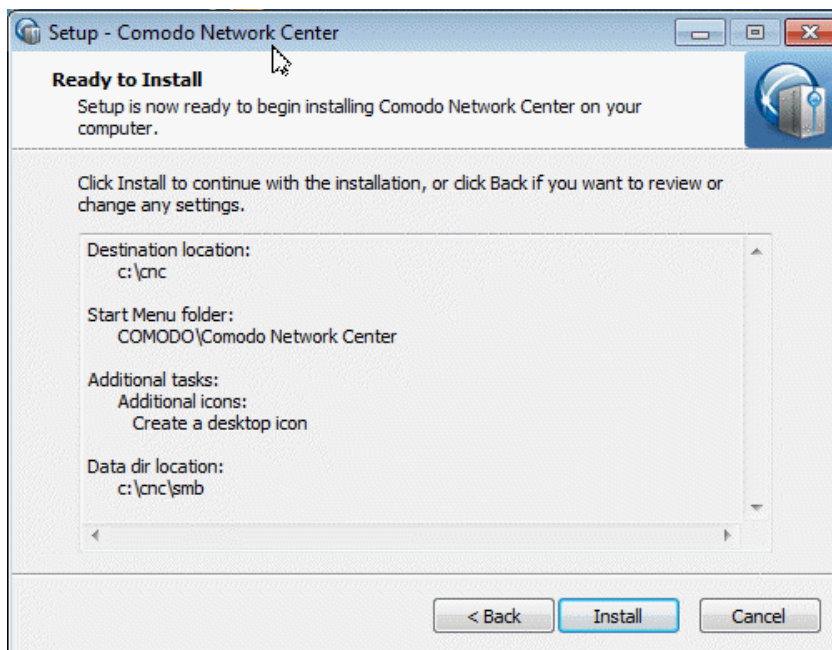 Setup - Comodo Network Center
Ready to Install
Setup is now ready to begin installing Comodo Network Center on your
computer.
Click Install to continue with the installation, or click Back if you want to review or
change any settings.
Destination location:
c:\cnc
Start Menu folder:
COMODO\Comodo Network Center
Additional tasks:
Additional icons:
Create a desktop icon
Data dir location:
c:\cnc\smb
< Back Install Cancel